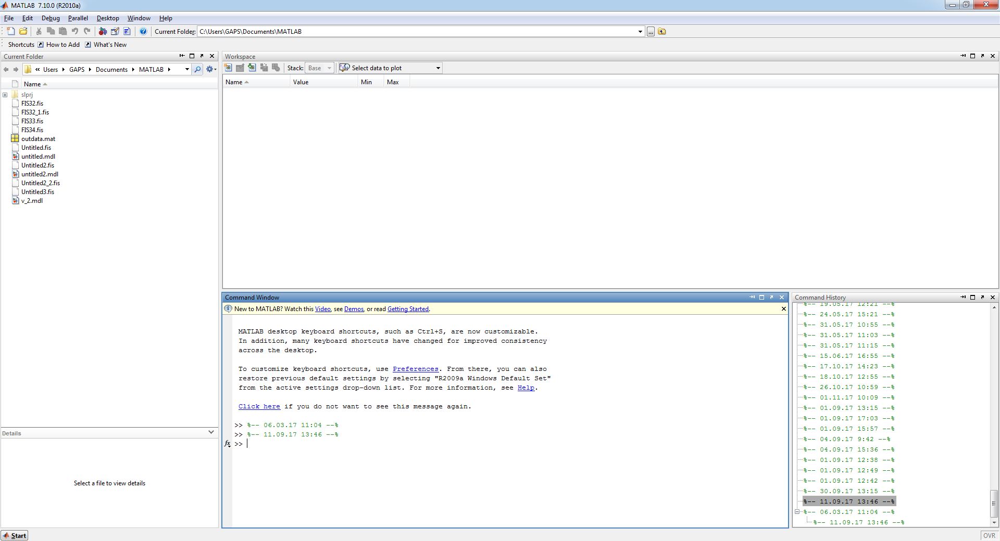 MATLAB 7.10.0 (R2010a)
File Edit Debug Parallel Desktop Window Help
Current Folder: C:\Users\GAPS\Documents\MATLAB
Shortcuts How to Add What's New
Current Folder
« Users GAPS Documents MATLAB
Name
slprj
FIS32.fis
FIS32_1.fis
FIS33.fis
FIS34.fis
outdata.mat
Untitled.fis
untitled.mdl
Untitled2.fis
untitled2.mdl
Untitled2_2.fis
Untitled3.fis
v_2.mdl
Details
Select a file to view details
Workspace
Stack: Base Select data to plot
Name Value Min Max
Command Window
New to MATLAB? Watch this Video, see Demos, or read Getting Started.
MATLAB desktop keyboard shortcuts, such as Ctrl+S, are now customizable.
In addition, many keyboard shortcuts have changed for improved consistency
across the desktop.
To customize keyboard shortcuts, use Preferences. From there, you can also
restore previous default settings by selecting "R2009a Windows Default Set"
from the active settings drop-down list. For more information, see Help.
Click here if you do not want to see this message again.
>> %-- 06.03.17 11:04 --%
>> %-- 11.09.17 13:46 --%
fx >>
Command History
%-- 19.05.17 12:21 --%
%-- 24.05.17 15:21 --%
%-- 31.05.17 10:55 --%
%-- 31.05.17 11:03 --%
%-- 31.05.17 11:15 --%
%-- 15.06.17 16:55 --%
%-- 17.10.17 14:23 --%
%-- 18.10.17 12:55 --%
%-- 26.10.17 10:59 --%
%-- 01.11.17 10:09 --%
%-- 01.09.17 13:15 --%
%-- 01.09.17 17:03 --%
%-- 01.09.17 15:57 --%
%-- 04.09.17 9:42 --%
%-- 04.09.17 15:36 --%
%-- 01.09.17 12:38 --%
%-- 01.09.17 12:49 --%
%-- 01.09.17 12:42 --%
%-- 30.09.17 13:15 --%
%-- 11.09.17 13:46 --%
%-- 06.03.17 11:04 --%
%-- 11.09.17 13:46 --%
Start
OVR